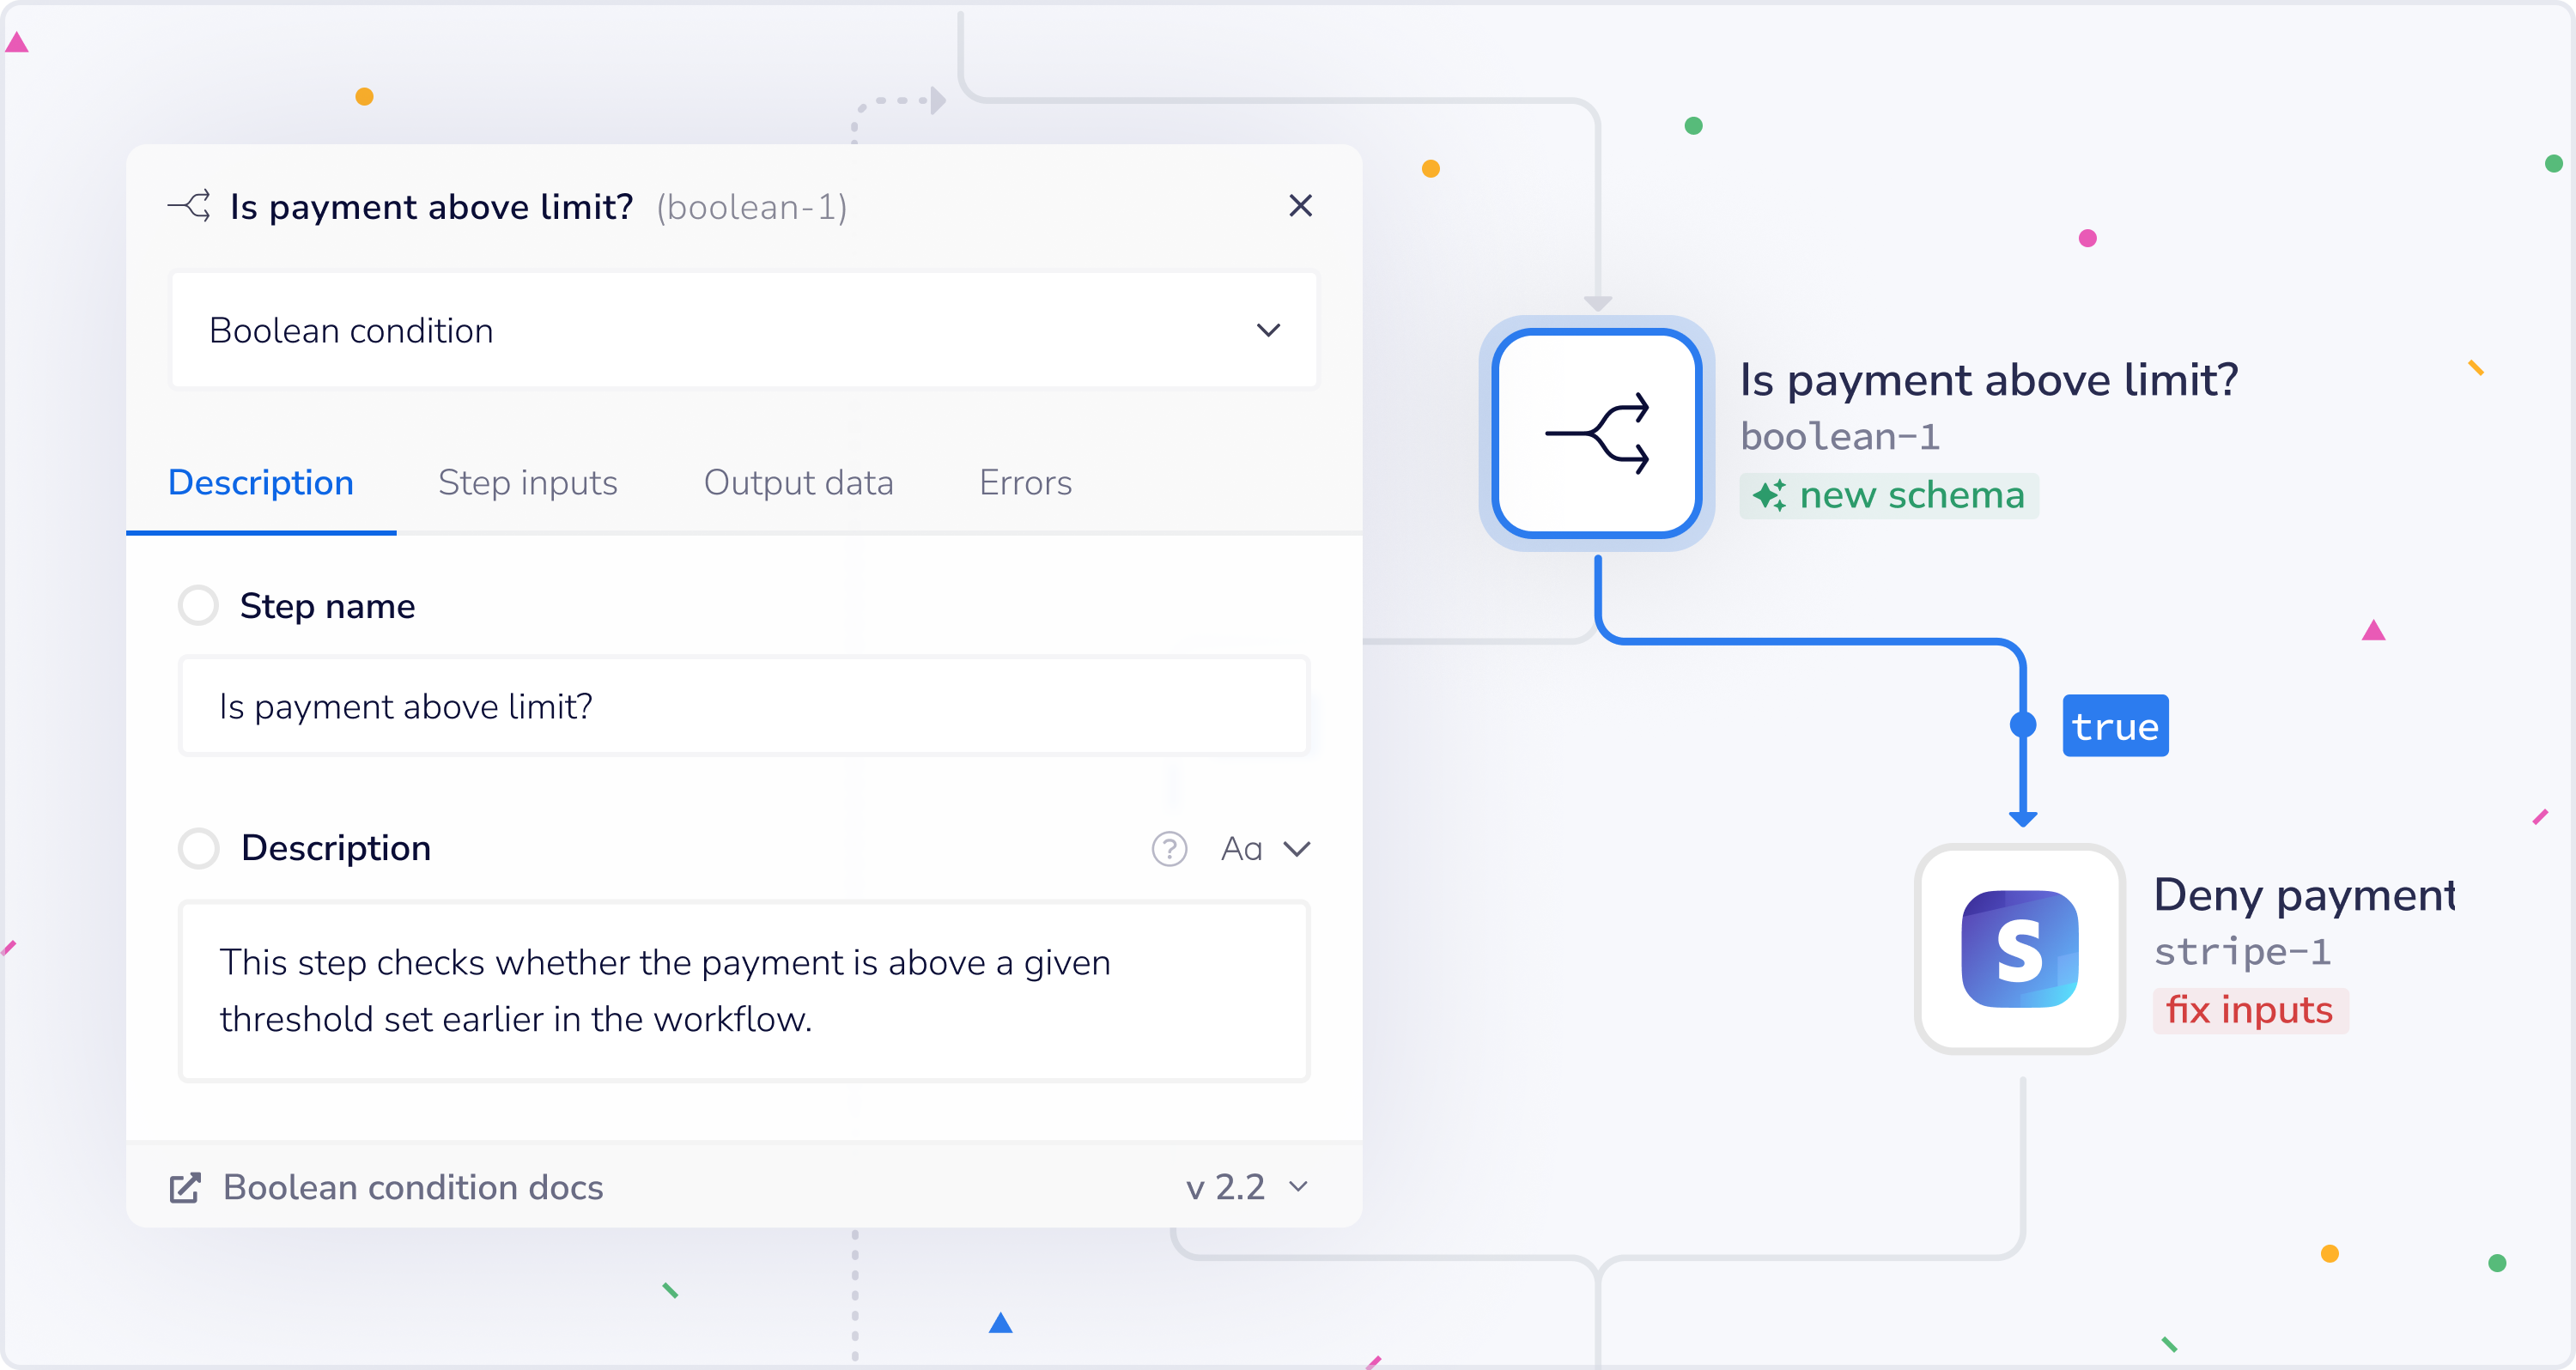 Is payment above limit? (boolean-1)
Boolean condition
Description Step inputs Output data Errors
Step name
Is payment above limit?
Description ? Aa
This step checks whether the payment is above a given
threshold set earlier in the workflow.
Boolean condition docs v 2.2
Is payment above limit?
boolean-1
new schema
true
S
Deny payment
stripe-1
fix inputs